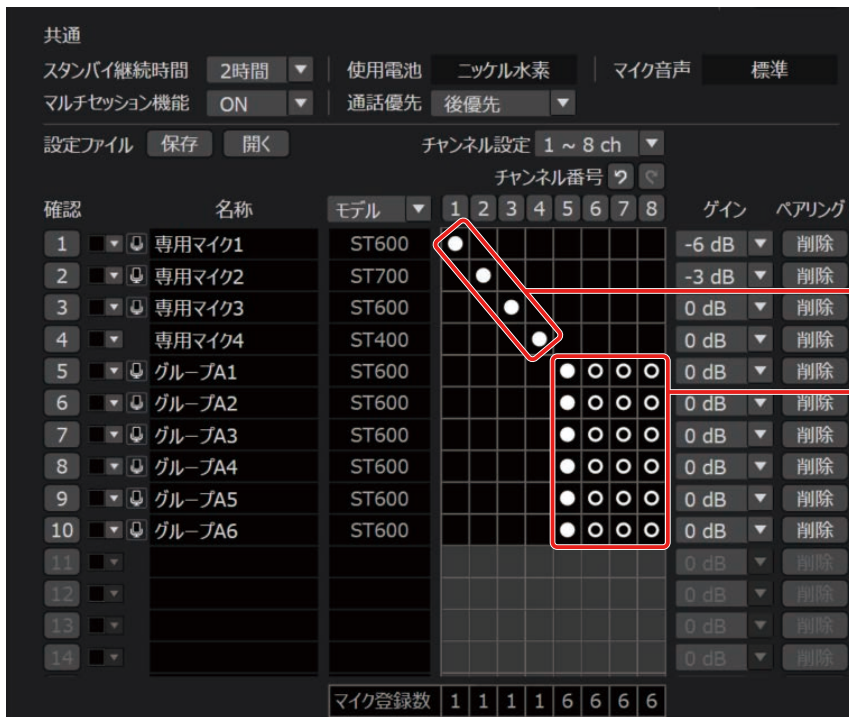 共通
スタンバイ継続時間 2時間 使用電池 ニッケル水素 マイク音声 標準
マルチセッション機能 ON 通話優先 後優先
設定ファイル 保存 開く チャンネル設定 1 ~ 8 ch
チャンネル番号
確認 名称 モデル 1 2 3 4 5 6 7 8 ゲイン ペアリング
1 専用マイク1 ST600 -6 dB 削除
2 専用マイク2 ST700 -3 dB 削除
3 専用マイク3 ST600 0 dB 削除
4 専用マイク4 ST400 0 dB 削除
5 グループA1 ST600 0 dB 削除
6 グループA2 ST600 0 dB 削除
7 グループA3 ST600 0 dB 削除
8 グループA4 ST600 0 dB 削除
9 グループA5 ST600 0 dB 削除
10 グループA6 ST600 0 dB 削除
11 0 dB 削除
12 0 dB 削除
13 0 dB 削除
14 0 dB 削除
マイク登録数 1 1 1 1 6 6 6 6